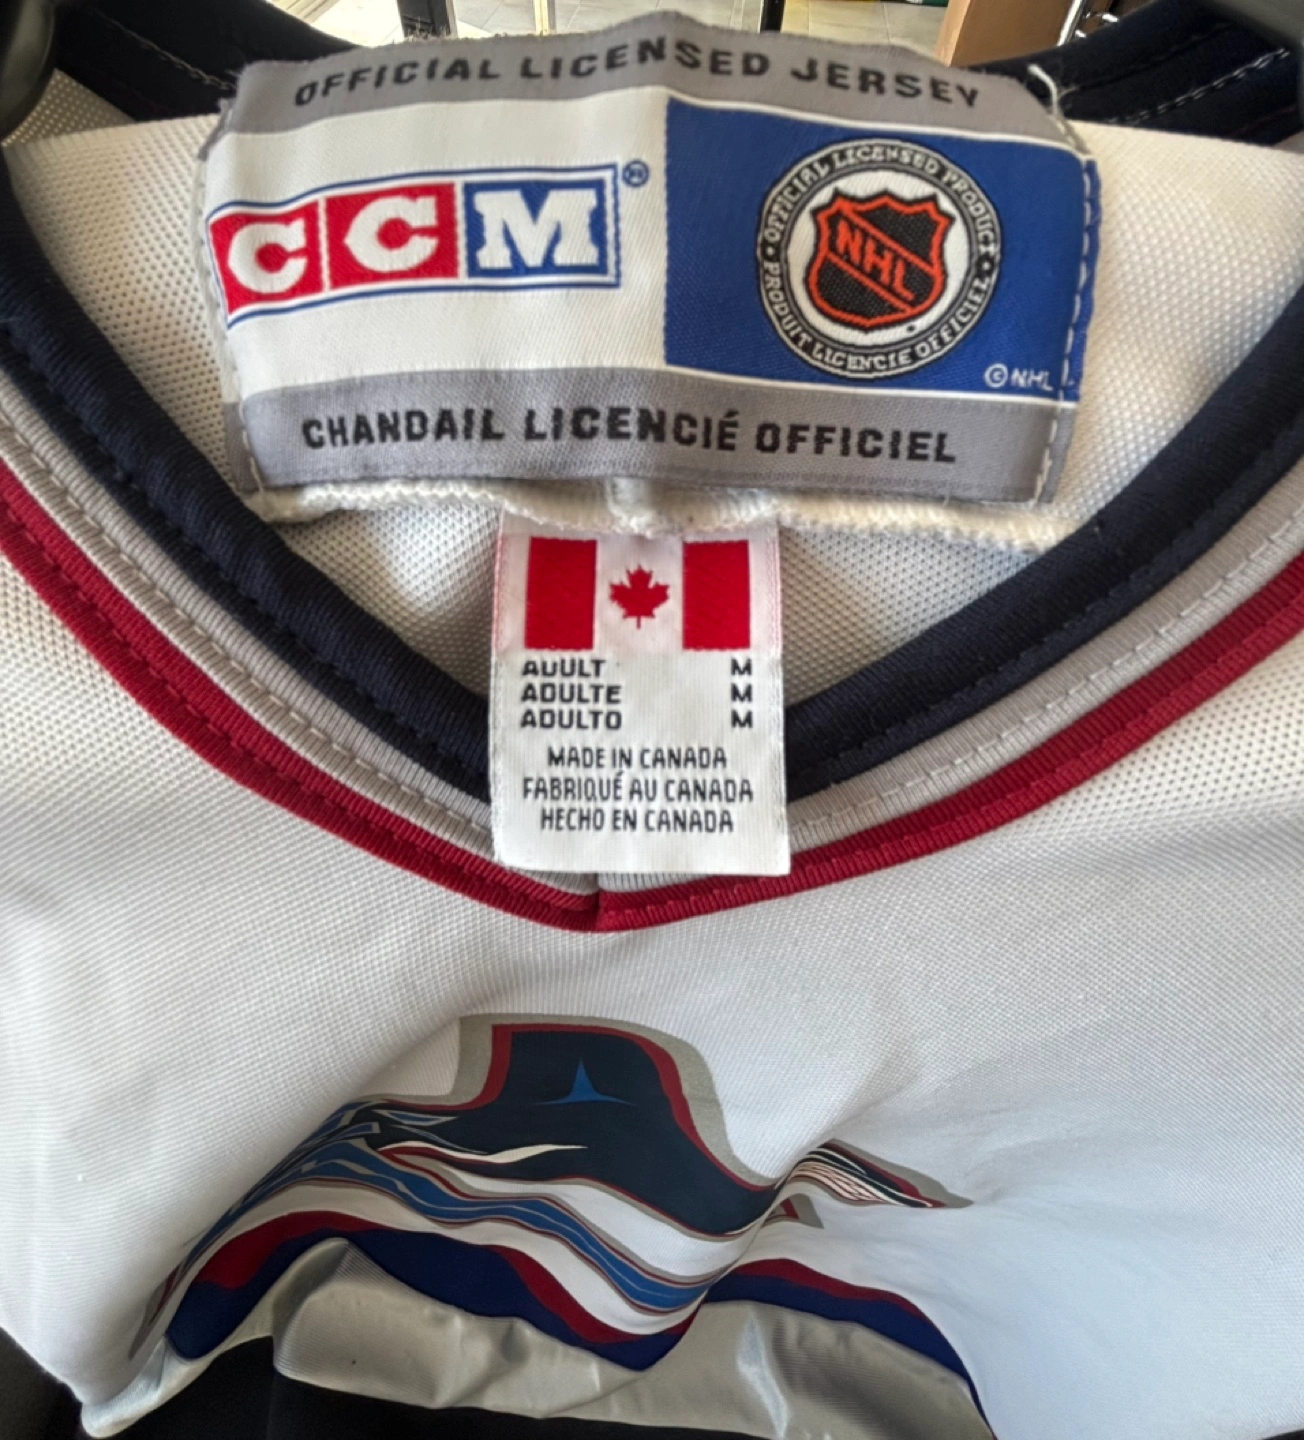 OFFICIAL LICENSED JERSEY
CCM®
OFFICIAL LICENSED PRODUCT • PRODUIT LICENCIE OFFICIEL •
NHL
© NHL
CHANDAIL LICENCIÉ OFFICIEL
ADULT M
ADULTE M
ADULTO M
MADE IN CANADA
FABRIQUÉ AU CANADA
HECHO EN CANADA